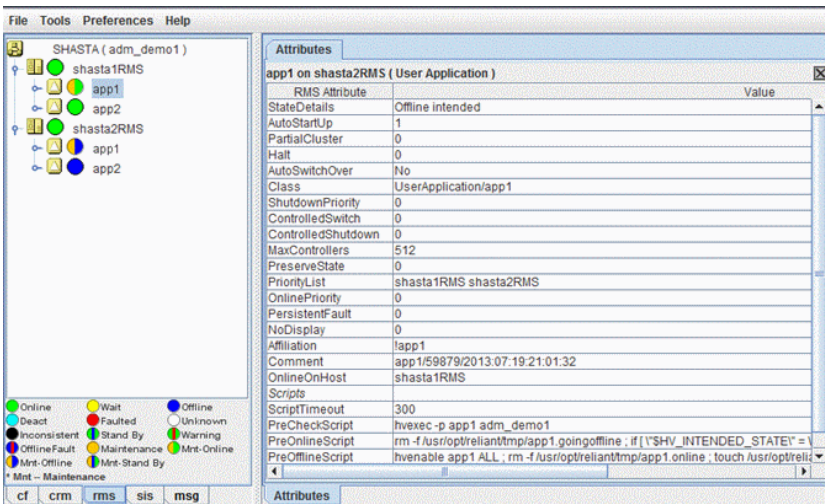 File Tools Preferences Help
SHASTA ( adm_demo1 )
shasta1RMS
app1
app2
shasta2RMS
app1
app2
Online Wait Offline
Deact Faulted Unknown
Inconsistent Stand By Warning
OfflineFault Maintenance Mnt-Online
Mnt-Offline Mnt-Stand By
* Mnt -- Maintenance
cf crm rms sis msg
Attributes
app1 on shasta2RMS ( User Application )
RMS Attribute Value
StateDetails Offline intended
AutoStartUp 1
PartialCluster 0
Halt 0
AutoSwitchOver No
Class UserApplication/app1
ShutdownPriority 0
ControlledSwitch 0
ControlledShutdown 0
MaxControllers 512
PreserveState 0
PriorityList shasta1RMS shasta2RMS
OnlinePriority 0
PersistentFault 0
NoDisplay 0
Affiliation !app1
Comment app1/59879/2013:07:19:21:01:32
OnlineOnHost shasta1RMS
Scripts
ScriptTimeout 300
PreCheckScript hvexec -p app1 adm_demo1
PreOnlineScript rm -f /usr/opt/reliant/tmp/app1.goingoffline ; if [ \"$HV_INTENDED_STATE\" = \
PreOfflineScript hvenable app1 ALL ; rm -f /usr/opt/reliant/tmp/app1.online ; touch /usr/opt/relia
Attributes